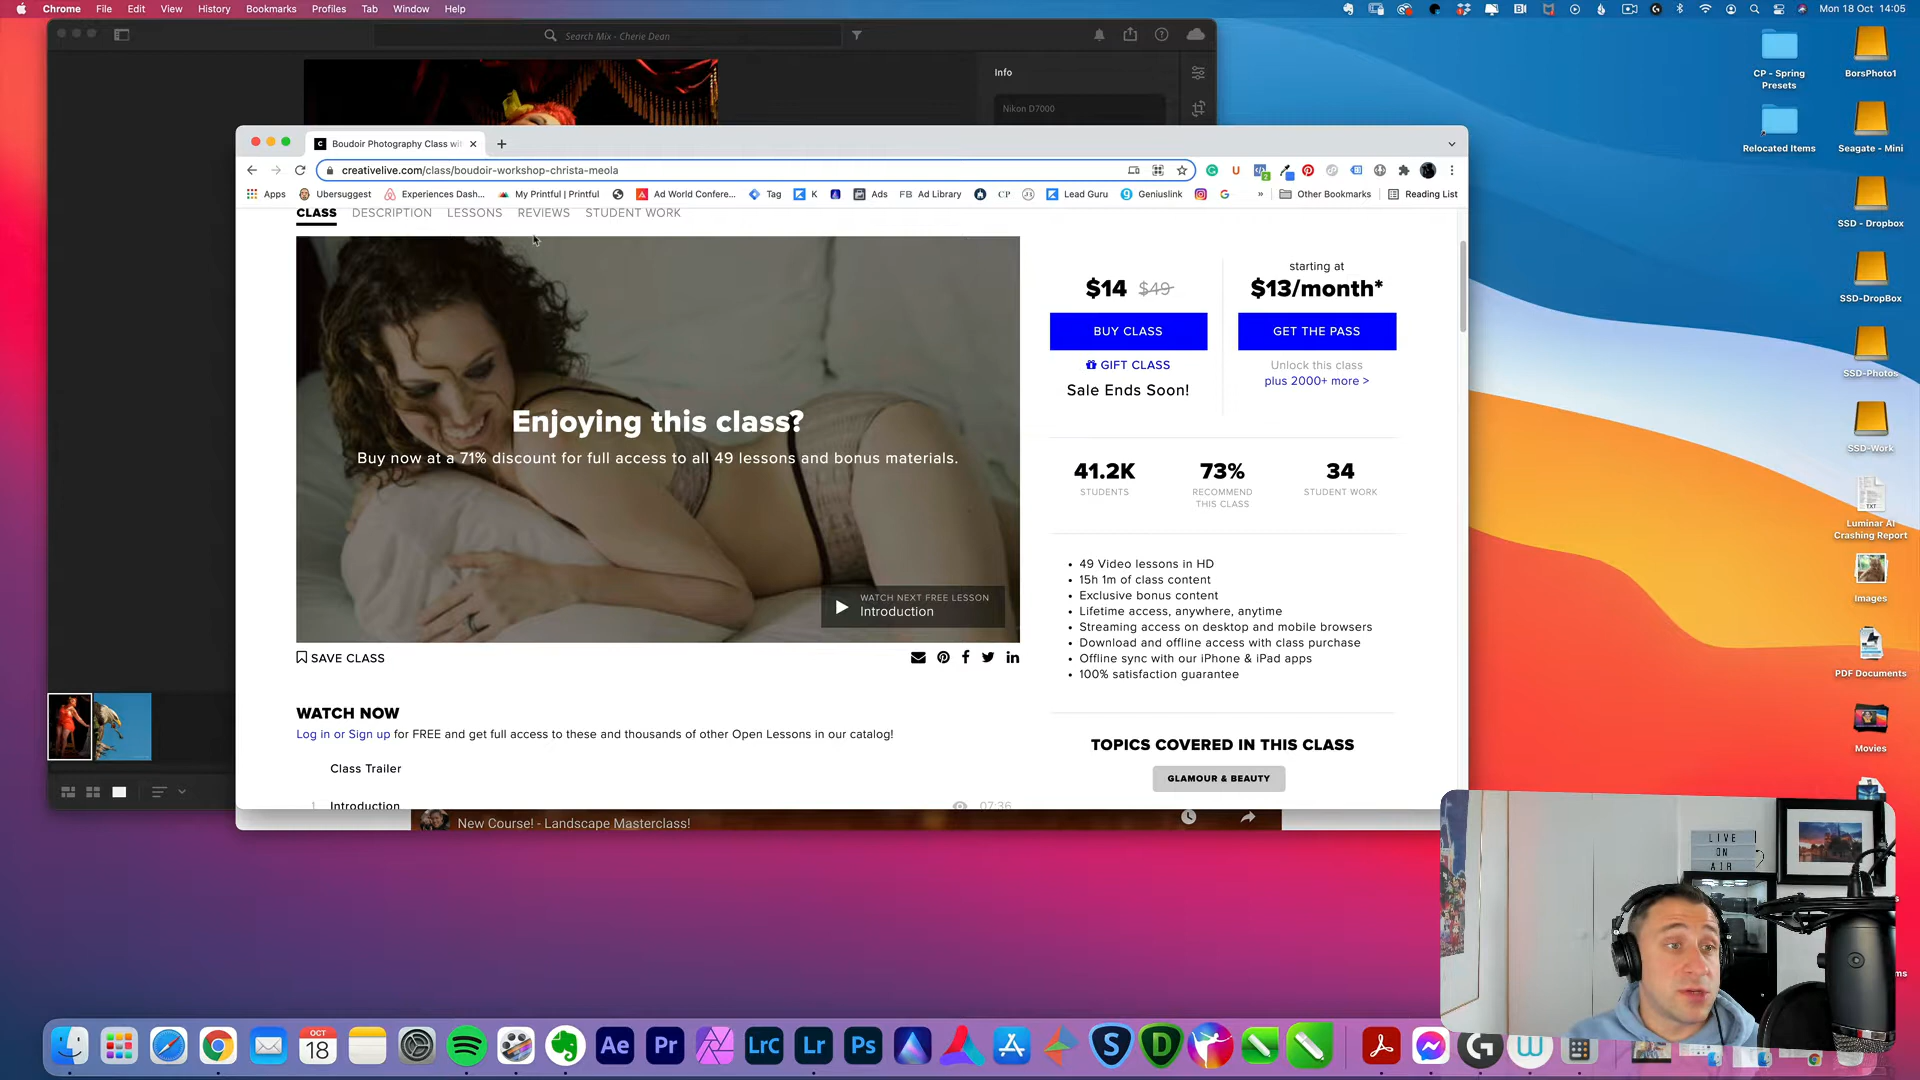 Chrome File Edit View History Bookmarks Profiles Tab Window Help
Mon 18 Oct 14:05
Search Mix - Cherie Dean
Info
Nikon D7000
CP - Spring Presets
BorsPhoto1
Relocated Items
Seagate - Mini
SSD - Dropbox
SSD-DropBox
SSD-Photos
SSD-Work
TXT
Luminar AI Crashing Report
Images
PDF Documents
Movies
Boudoir Photography Class wi
creativelive.com/class/boudoir-workshop-christa-meola
Apps Ubersuggest Experiences Dash... My Printful | Printful Ad World Confere... Tag K Ads FB Ad Library CP Lead Guru Geniuslink » Other Bookmarks Reading List
CLASS DESCRIPTION LESSONS REVIEWS STUDENT WORK
Enjoying this class?
Buy now at a 71% discount for full access to all 49 lessons and bonus materials.
WATCH NEXT FREE LESSON
Introduction
SAVE CLASS
$14 $49
BUY CLASS
GIFT CLASS
Sale Ends Soon!
starting at
$13/month*
GET THE PASS
Unlock this class
plus 2000+ more >
41.2K
STUDENTS
73%
RECOMMEND
THIS CLASS
34
STUDENT WORK
• 49 Video lessons in HD
• 15h 1m of class content
• Exclusive bonus content
• Lifetime access, anywhere, anytime
• Streaming access on desktop and mobile browsers
• Download and offline access with class purchase
• Offline sync with our iPhone & iPad apps
• 100% satisfaction guarantee
WATCH NOW
Log in or Sign up for FREE and get full access to these and thousands of other Open Lessons in our catalog!
Class Trailer
1 Introduction 07:36
TOPICS COVERED IN THIS CLASS
GLAMOUR & BEAUTY
New Course! - Landscape Masterclass!
LIVE
ON
AIR
OCT
18
Ae Pr LrC Lr Ps